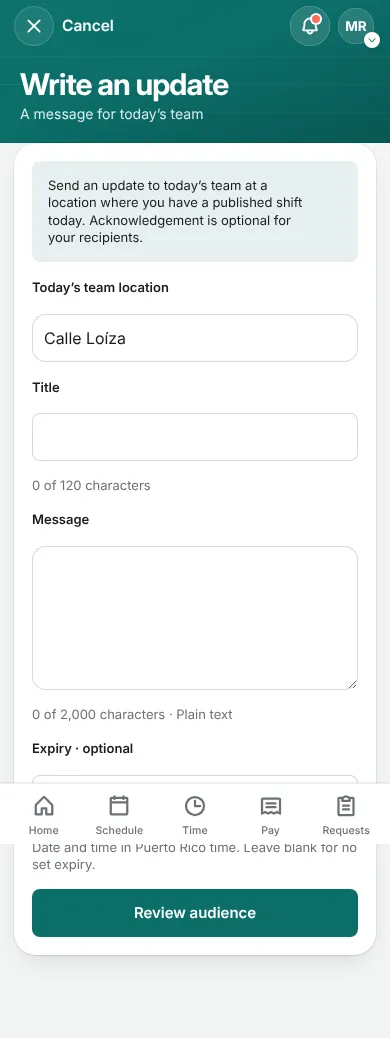 Cancel
MR
Write an update
A message for today's team
Send an update to today's team at a
location where you have a published shift
today. Acknowledgement is optional for
your recipients.
Today's team location
Calle Loíza
Title
0 of 120 characters
Message
0 of 2,000 characters · Plain text
Expiry · optional
Home
Schedule
Time
Pay
Requests
Date and time in Puerto Rico time. Leave blank for no
set expiry.
Review audience